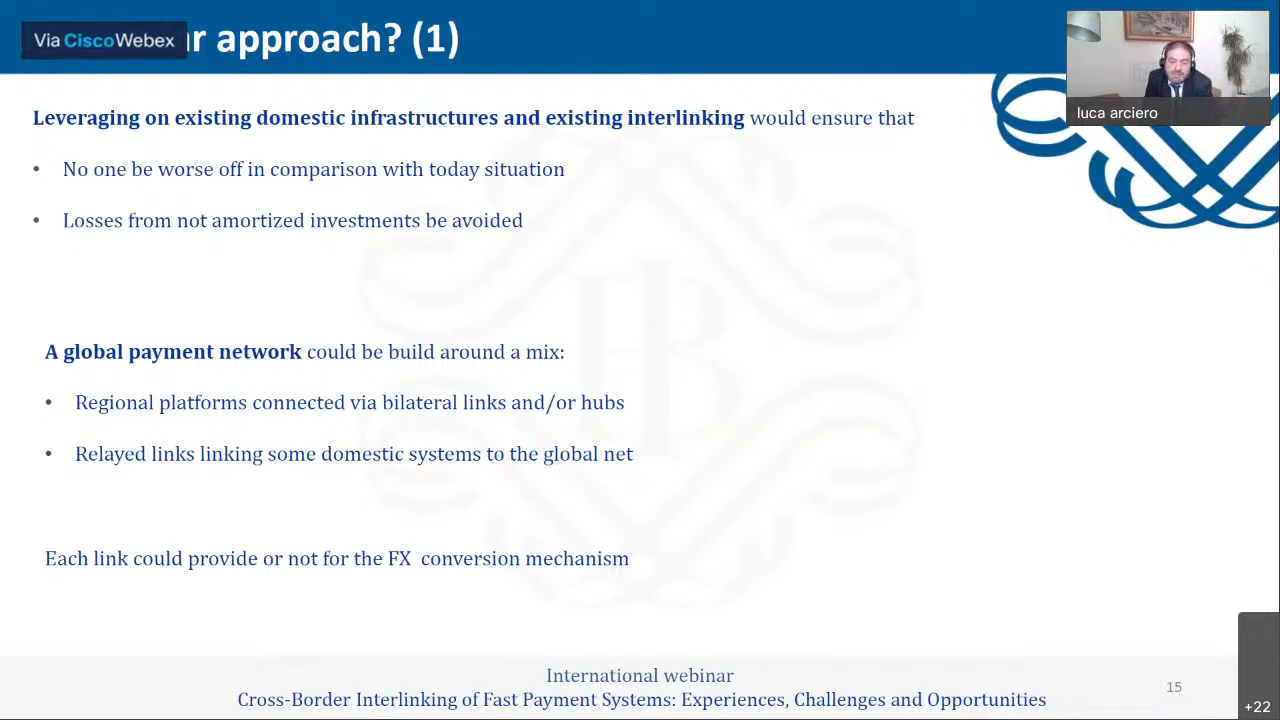 Via CiscoWebex
r approach? (1)
luca arciero
Leveraging on existing domestic infrastructures and existing interlinking would ensure that
• No one be worse off in comparison with today situation
• Losses from not amortized investments be avoided
A global payment network could be build around a mix:
• Regional platforms connected via bilateral links and/or hubs
• Relayed links linking some domestic systems to the global net
Each link could provide or not for the FX conversion mechanism
International webinar
Cross-Border Interlinking of Fast Payment Systems: Experiences, Challenges and Opportunities
15
+22